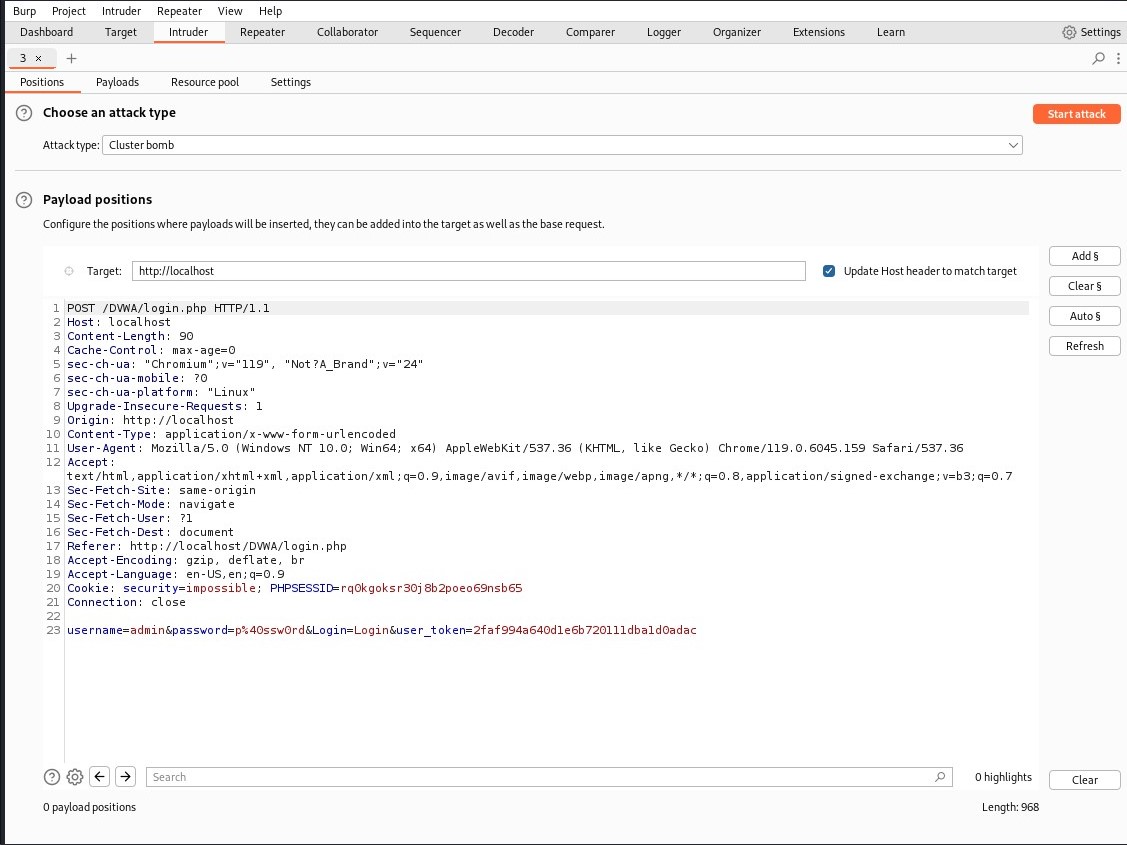 Burp Project Intruder Repeater View Help
Dashboard Target Intruder Repeater Collaborator Sequencer Decoder Comparer Logger Organizer Extensions Learn Settings
3 × +
Positions Payloads Resource pool Settings
? Choose an attack type Start attack
Attack type: Cluster bomb
? Payload positions
Configure the positions where payloads will be inserted, they can be added into the target as well as the base request.
Target: http://localhost Update Host header to match target
Add §
Clear §
Auto §
Refresh
1 POST /DVWA/login.php HTTP/1.1
2 Host: localhost
3 Content-Length: 90
4 Cache-Control: max-age=0
5 sec-ch-ua: "Chromium";v="119", "Not?A_Brand";v="24"
6 sec-ch-ua-mobile: ?0
7 sec-ch-ua-platform: "Linux"
8 Upgrade-Insecure-Requests: 1
9 Origin: http://localhost
10 Content-Type: application/x-www-form-urlencoded
11 User-Agent: Mozilla/5.0 (Windows NT 10.0; Win64; x64) AppleWebKit/537.36 (KHTML, like Gecko) Chrome/119.0.6045.159 Safari/537.36
12 Accept:
text/html,application/xhtml+xml,application/xml;q=0.9,image/avif,image/webp,image/apng,*/*;q=0.8,application/signed-exchange;v=b3;q=0.7
13 Sec-Fetch-Site: same-origin
14 Sec-Fetch-Mode: navigate
15 Sec-Fetch-User: ?1
16 Sec-Fetch-Dest: document
17 Referer: http://localhost/DVWA/login.php
18 Accept-Encoding: gzip, deflate, br
19 Accept-Language: en-US,en;q=0.9
20 Cookie: security=impossible; PHPSESSID=rq0kgoksr30j8b2poeo69nsb65
21 Connection: close
22
23 username=admin&password=p%40ssw0rd&Login=Login&user_token=2faf994a640d1e6b720111dba1d0adac
? Search 0 highlights Clear
0 payload positions Length: 968